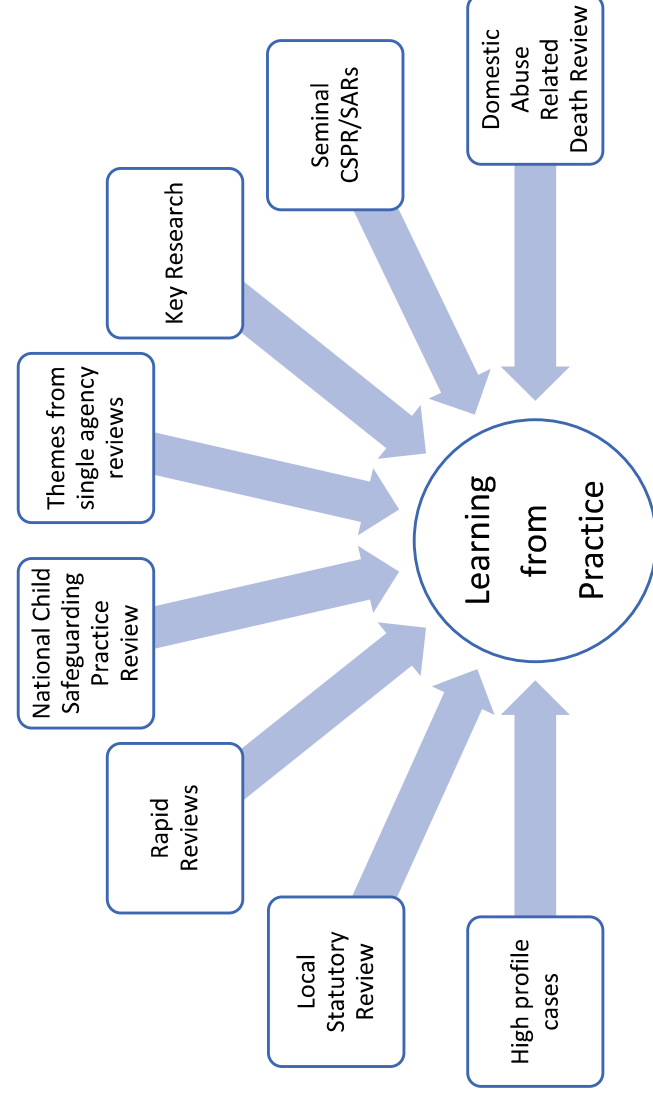 High profile
cases
Local
Statutory
Review
Rapid
Reviews
National Child
Safeguarding
Practice
Review
Themes from
single agency
reviews
Key Research
Seminal
CSPR/SARs
Domestic
Abuse
Related
Death Review
Learning
from
Practice